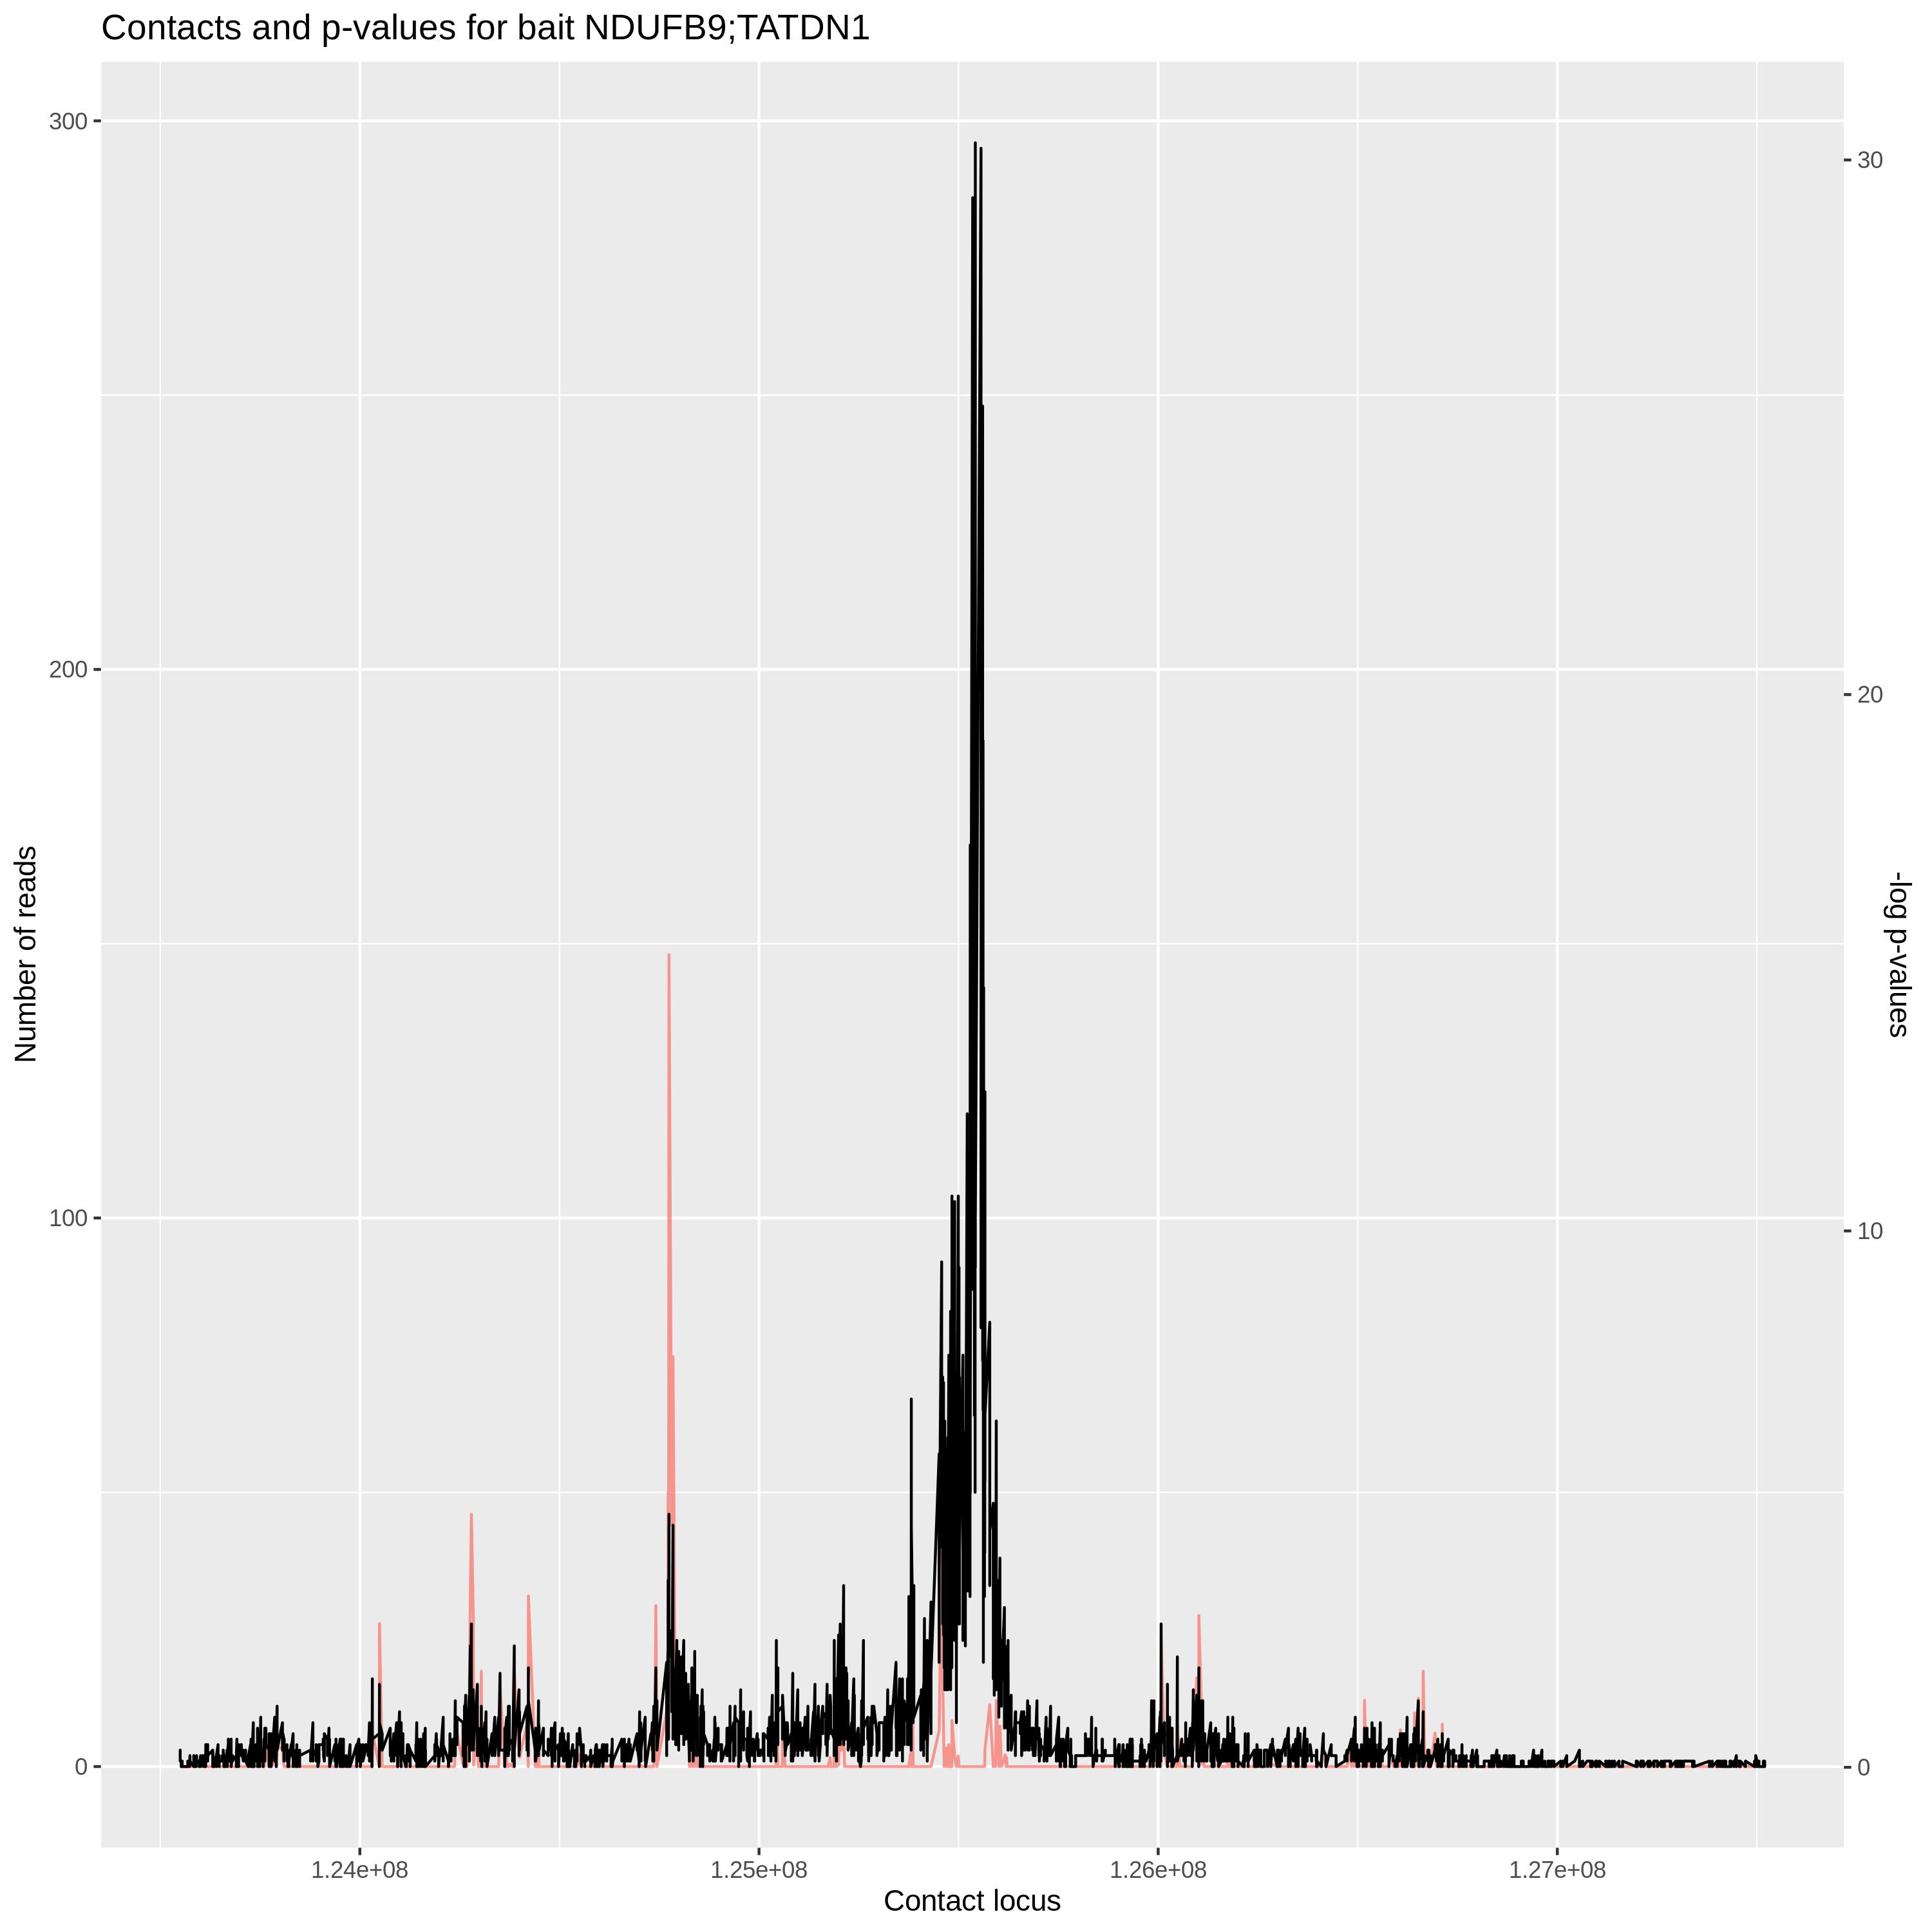 Contacts and p-values for bait NDUFB9;TATDN1
300
200
100
0
Number of reads
30
20
10
0
-log p-values
1.24e+08
1.25e+08
1.26e+08
1.27e+08
Contact locus